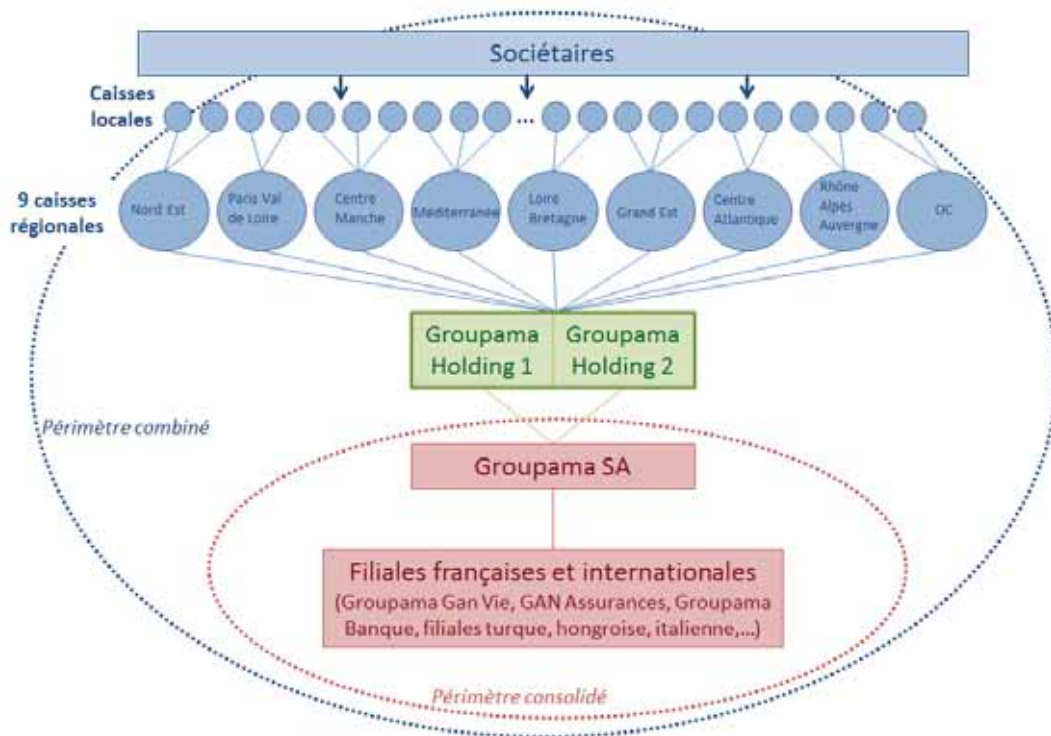 Sociétaires
Caisses
locales
...
9 caisses
régionales
Nord Est
Paris Val
de Loire
Centre
Manche
Méditerranée
Loire
Bretagne
Grand Est
Centre
Atlantique
Rhône
Alpes
Auvergne
OC
Groupama
Holding 1
Groupama
Holding 2
Périmètre combiné
Groupama SA
Filiales françaises et internationales
(Groupama Gan Vie, GAN Assurances, Groupama
Banque, filiales turque, hongroise, italienne,...)
Périmètre consolidé